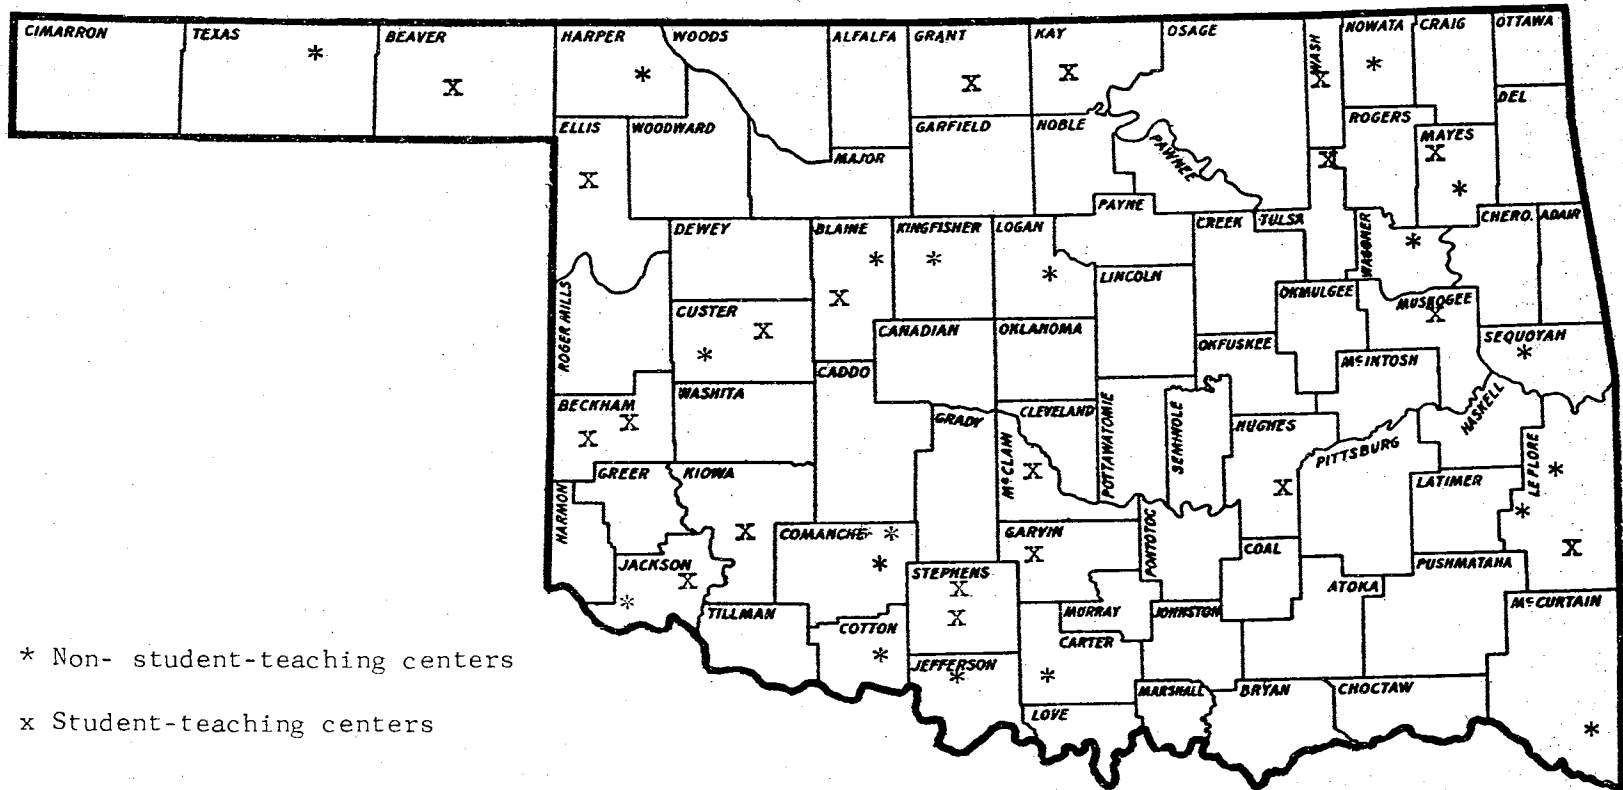 CIMARRON TEXAS BEAVER HARPER WOODS ALFALFA GRANT KAY OSAGE WASH NOWATA CRAIG OTTAWA
* * X * X X X *
DEL
ELLIS WOODWARD GARFIELD NOBLE ROGERS MAYES
X MAJOR PAWNEE X X *
PAYNE
DEWEY BLAINE KINGFISHER LOGAN CREEK TULSA WAGONER CHERO. ADAIR
* * * *
LINCOLN
ROGER MILLS X OKMULGEE MUSKOGEE
CUSTER X * CANADIAN OKLAHOMA X
OKFUSKEE MCINTOSH SEQUOYAH *
CADDO
WASHITA
BECKHAM X X GRADY CLEVELAND POTTAWATOMIE SEMINOLE HUGHES PITTSBURG HASKELL LE FLORE
GREER KIOWA MCCLAIN X X LATIMER * *
HARMON X COMANCHE * * GARVIN X PONTOTOC COAL X
JACKSON X * STEPHENS X X ATOKA PUSHMATAHA
TILLMAN COTTON * MURRAY JOHNSTON MCCURTAIN
* Non- student-teaching centers
JEFFERSON * CARTER * MARSHALL BRYAN CHOCTAW
LOVE *
x Student-teaching centers